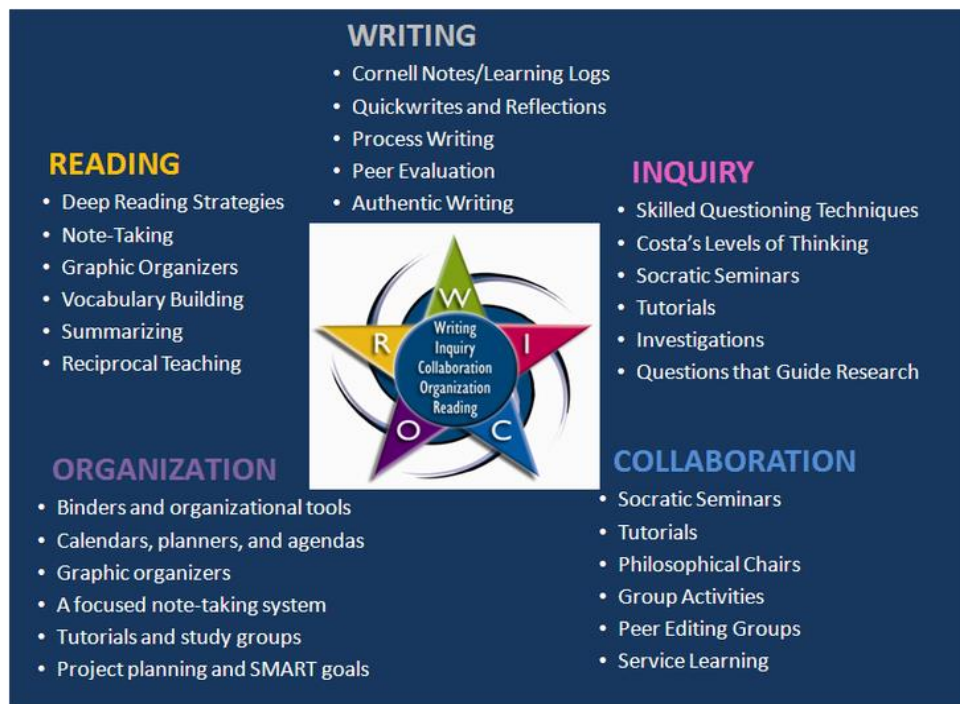 WRITING
• Cornell Notes/Learning Logs
• Quickwrites and Reflections
• Process Writing
• Peer Evaluation
• Authentic Writing
READING
• Deep Reading Strategies
• Note-Taking
• Graphic Organizers
• Vocabulary Building
• Summarizing
• Reciprocal Teaching
INQUIRY
• Skilled Questioning Techniques
• Costa's Levels of Thinking
• Socratic Seminars
• Tutorials
• Investigations
• Questions that Guide Research
W
R
I
O
C
Writing
Inquiry
Collaboration
Organization
Reading
ORGANIZATION
• Binders and organizational tools
• Calendars, planners, and agendas
• Graphic organizers
• A focused note-taking system
• Tutorials and study groups
• Project planning and SMART goals
COLLABORATION
• Socratic Seminars
• Tutorials
• Philosophical Chairs
• Group Activities
• Peer Editing Groups
• Service Learning